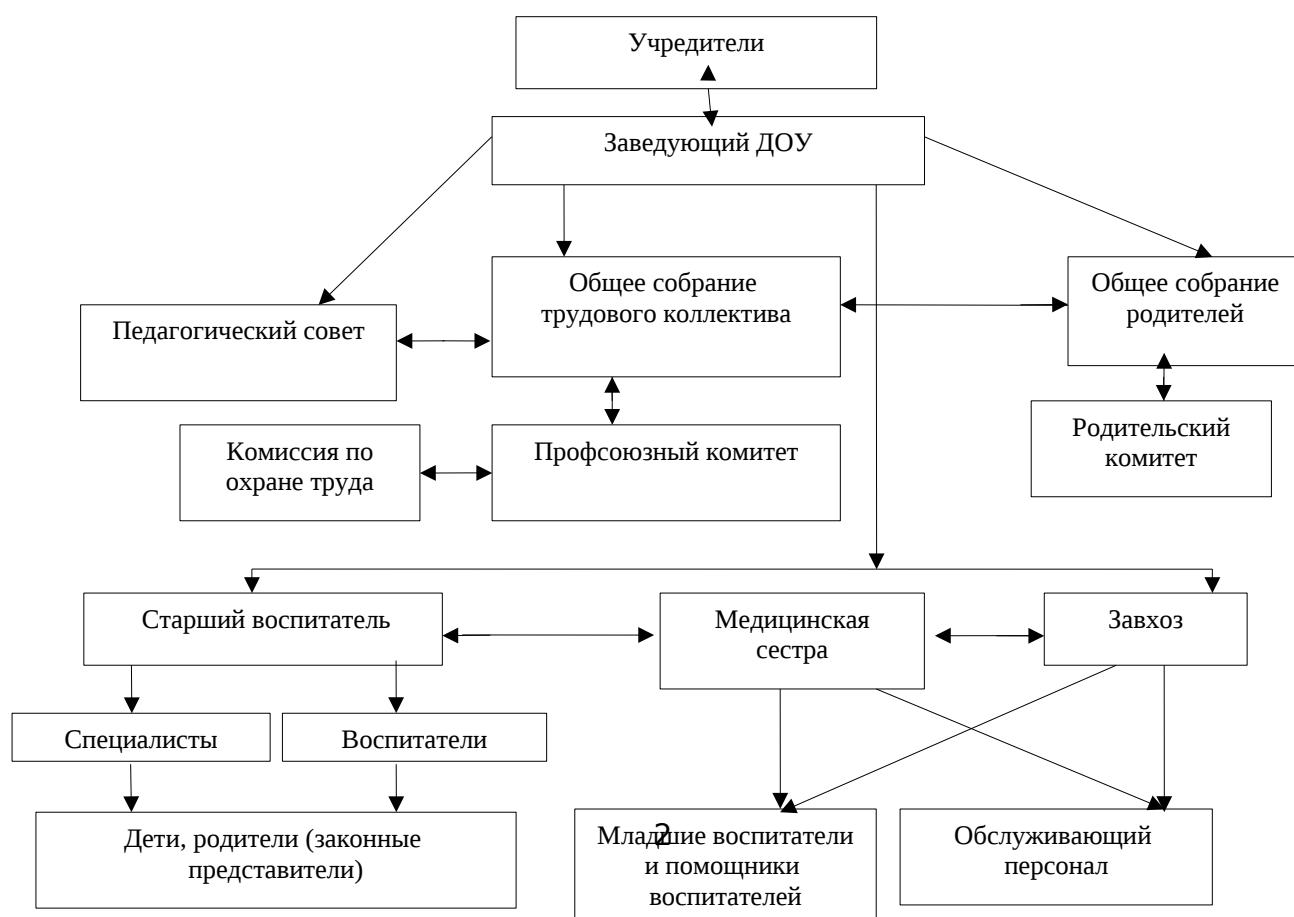 Учредители
Заведующий ДОУ
Общее собрание
трудового коллектива
Общее собрание
родителей
Педагогический совет
Комиссия по
охране труда
Профсоюзный комитет
Родительский
комитет
Старший воспитатель
Медицинская
сестра
Завхоз
Специалисты
Воспитатели
Дети, родители (законные
представители)
Младшие воспитатели
и помощники
воспитателей
2
Обслуживающий
персонал